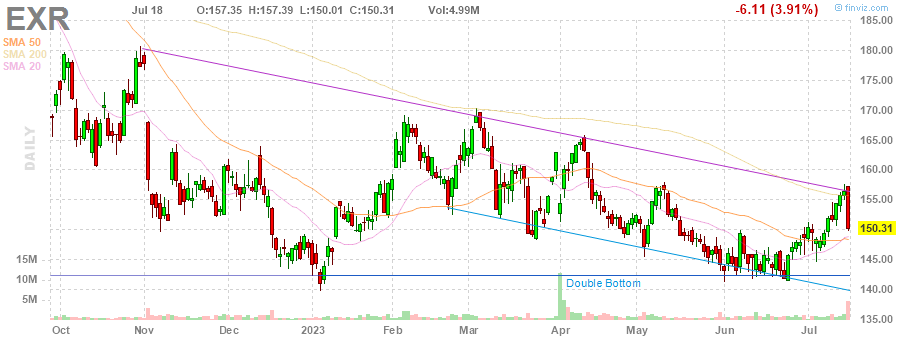 EXR Jul 18 O:157.35 H:157.39 L:150.01 C:150.31 Vol:4.99M -6.11 (3.91%) © finviz.com
SMA 50
SMA 200
SMA 20
DAILY
185.00
180.00
175.00
170.00
165.00
160.00
155.00
150.31
145.00
140.00
135.00
15M
10M
5M
Double Bottom
Oct Nov Dec 2023 Feb Mar Apr May Jun Jul